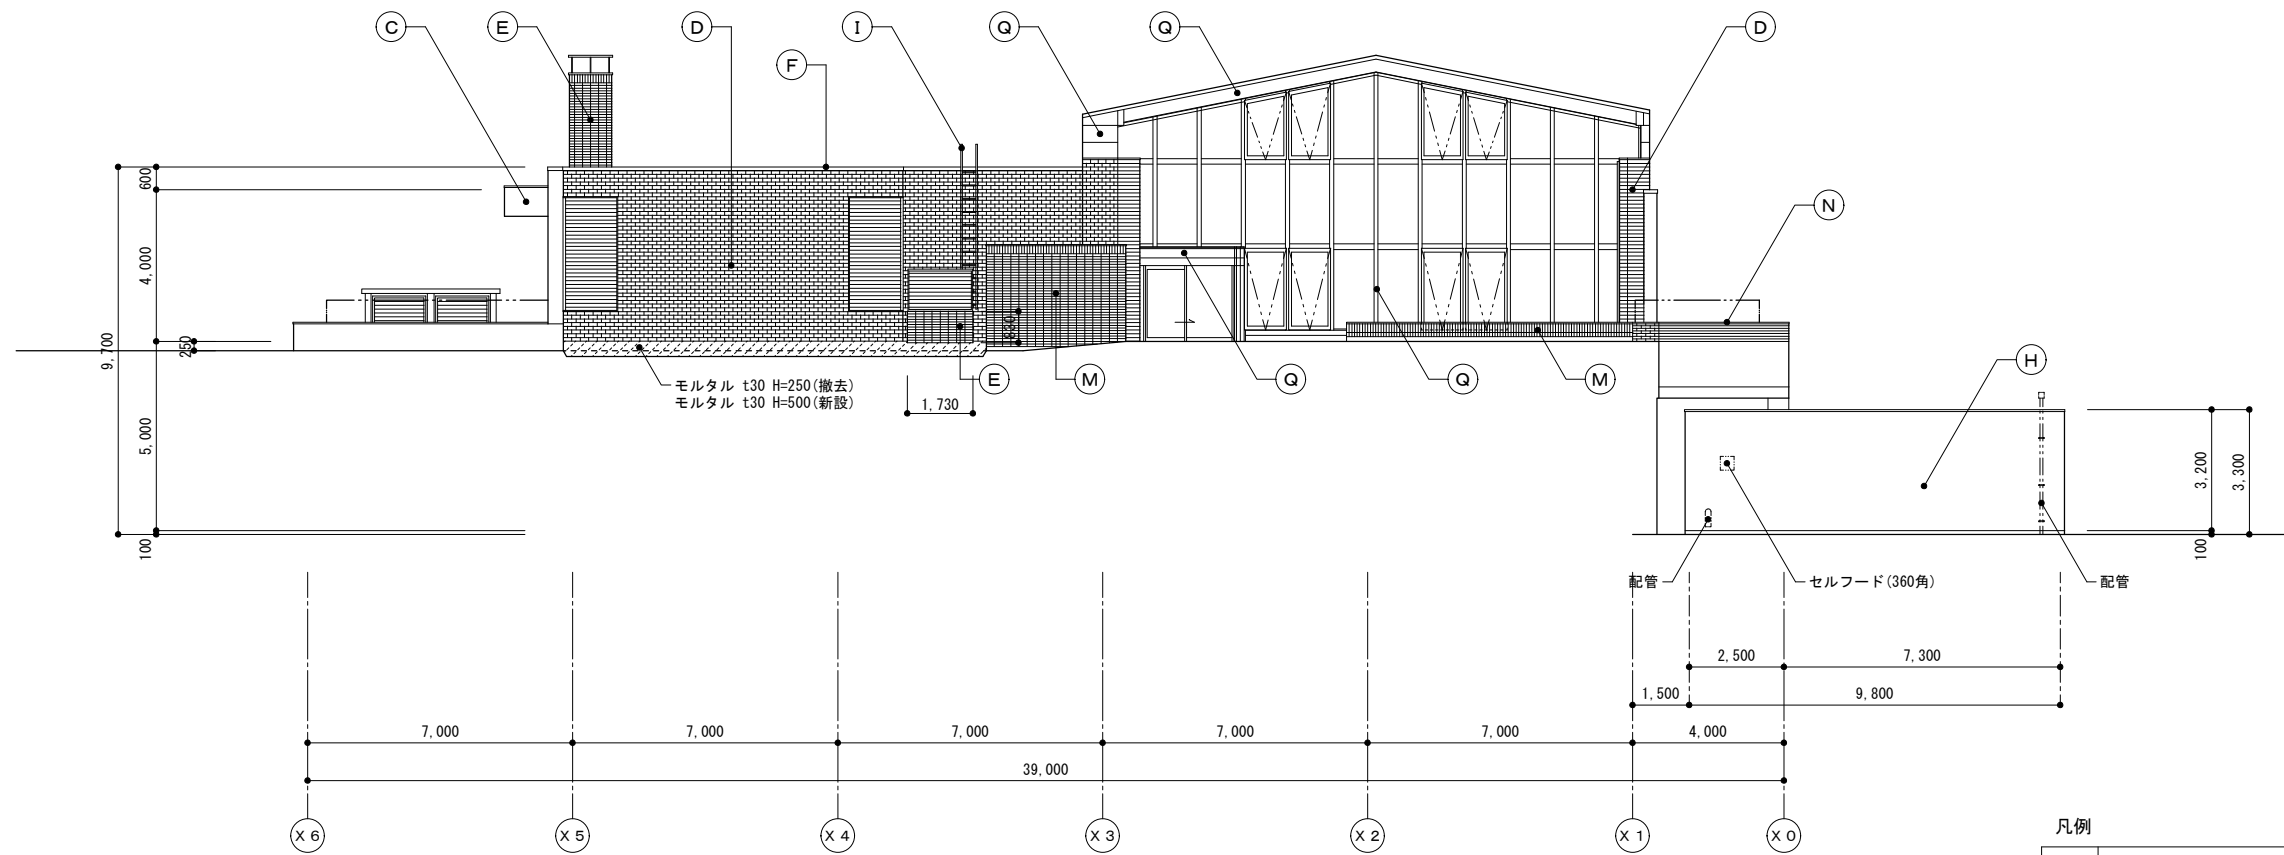 C
E
D
F
I
Q
Q
D
N
H
600
4,000
250
9,700
5,000
100
830
モルタル t30 H=250(撤去)
モルタル t30 H=500(新設)
1,730
E
M
Q
Q
M
3,200
3,300
100
配管
セルフード(360角)
配管
2,500
7,300
1,500
9,800
7,000
7,000
7,000
7,000
7,000
4,000
39,000
X6
X5
X4
X3
X2
X1
X0
凡例